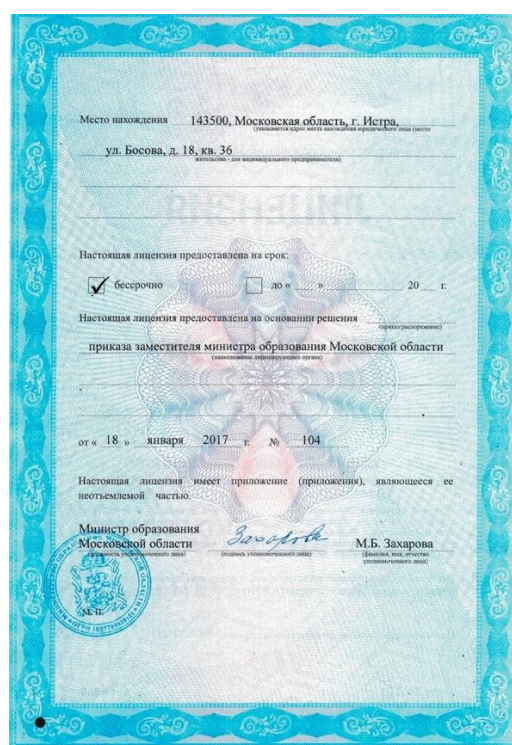 Место нахождения 143500, Московская область, г. Истра,
(указывается адрес места нахождения юридического лица (место
ул. Босова, д. 18, кв. 36
жительства - для индивидуального предпринимателя)
Настоящая лицензия предоставлена на срок:
бессрочно до « » 20 г.
Настоящая лицензия предоставлена на основании решения
(приказ/распоряжение)
приказа заместителя министра образования Московской области
(наименование лицензирующего органа)
от « 18 » января 2017 г. № 104
Настоящая лицензия имеет приложение (приложения), являющееся ее
неотъемлемой частью.
Министр образования
Московской области Захарова М.Б. Захарова
(должность уполномоченного лица) (подпись уполномоченного лица) (фамилия, имя, отчество
уполномоченного лица)
М.П.